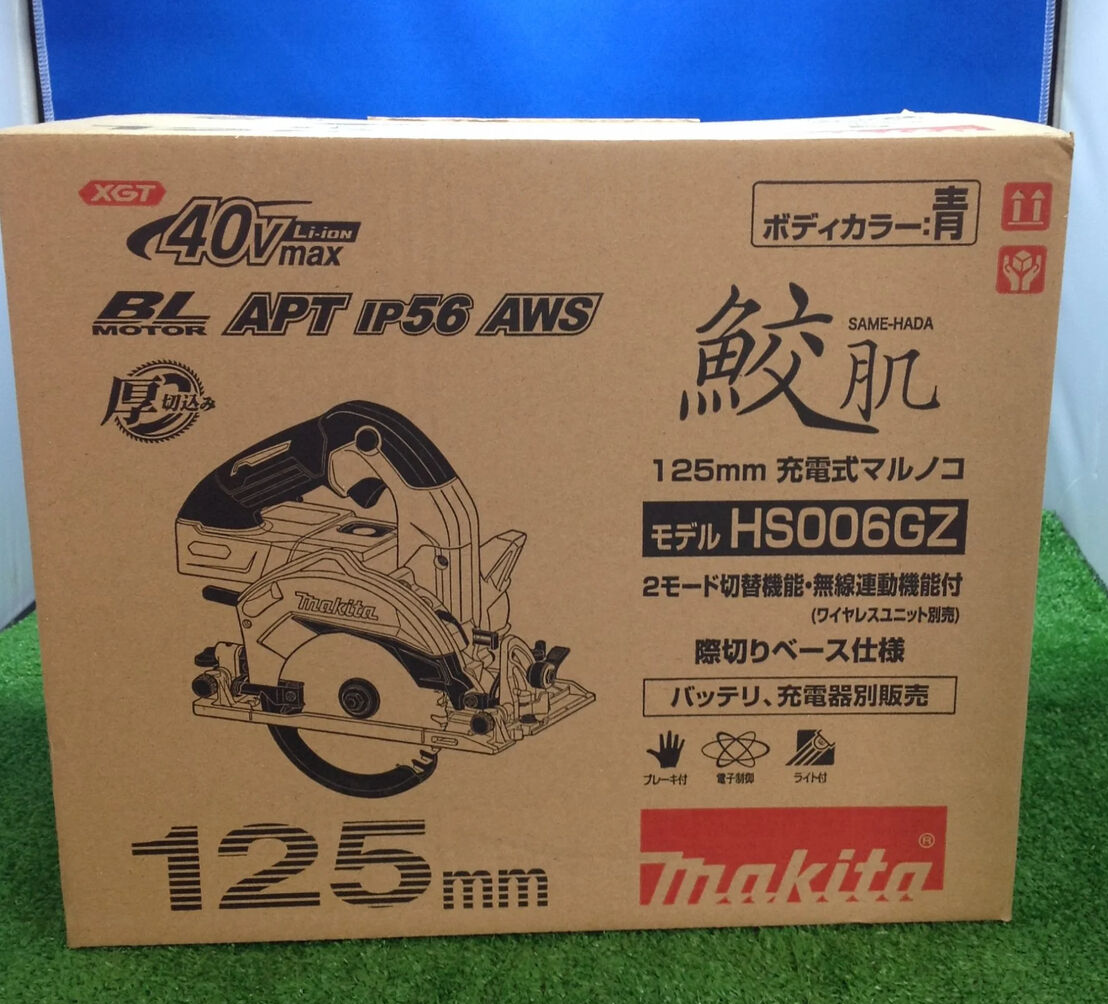 XGT
40Vmax Li-ion
BL MOTOR APT IP56 AWS
厚切込み
makita
125mm
ボディカラー:青
鮫肌 SAME-HADA
125mm 充電式マルノコ
モデル HS006GZ
2モード切替機能・無線連動機能付
(ワイヤレスユニット別売)
際切りベース仕様
バッテリ、充電器別販売
ブレーキ付 電子制御 ライト付
makita®